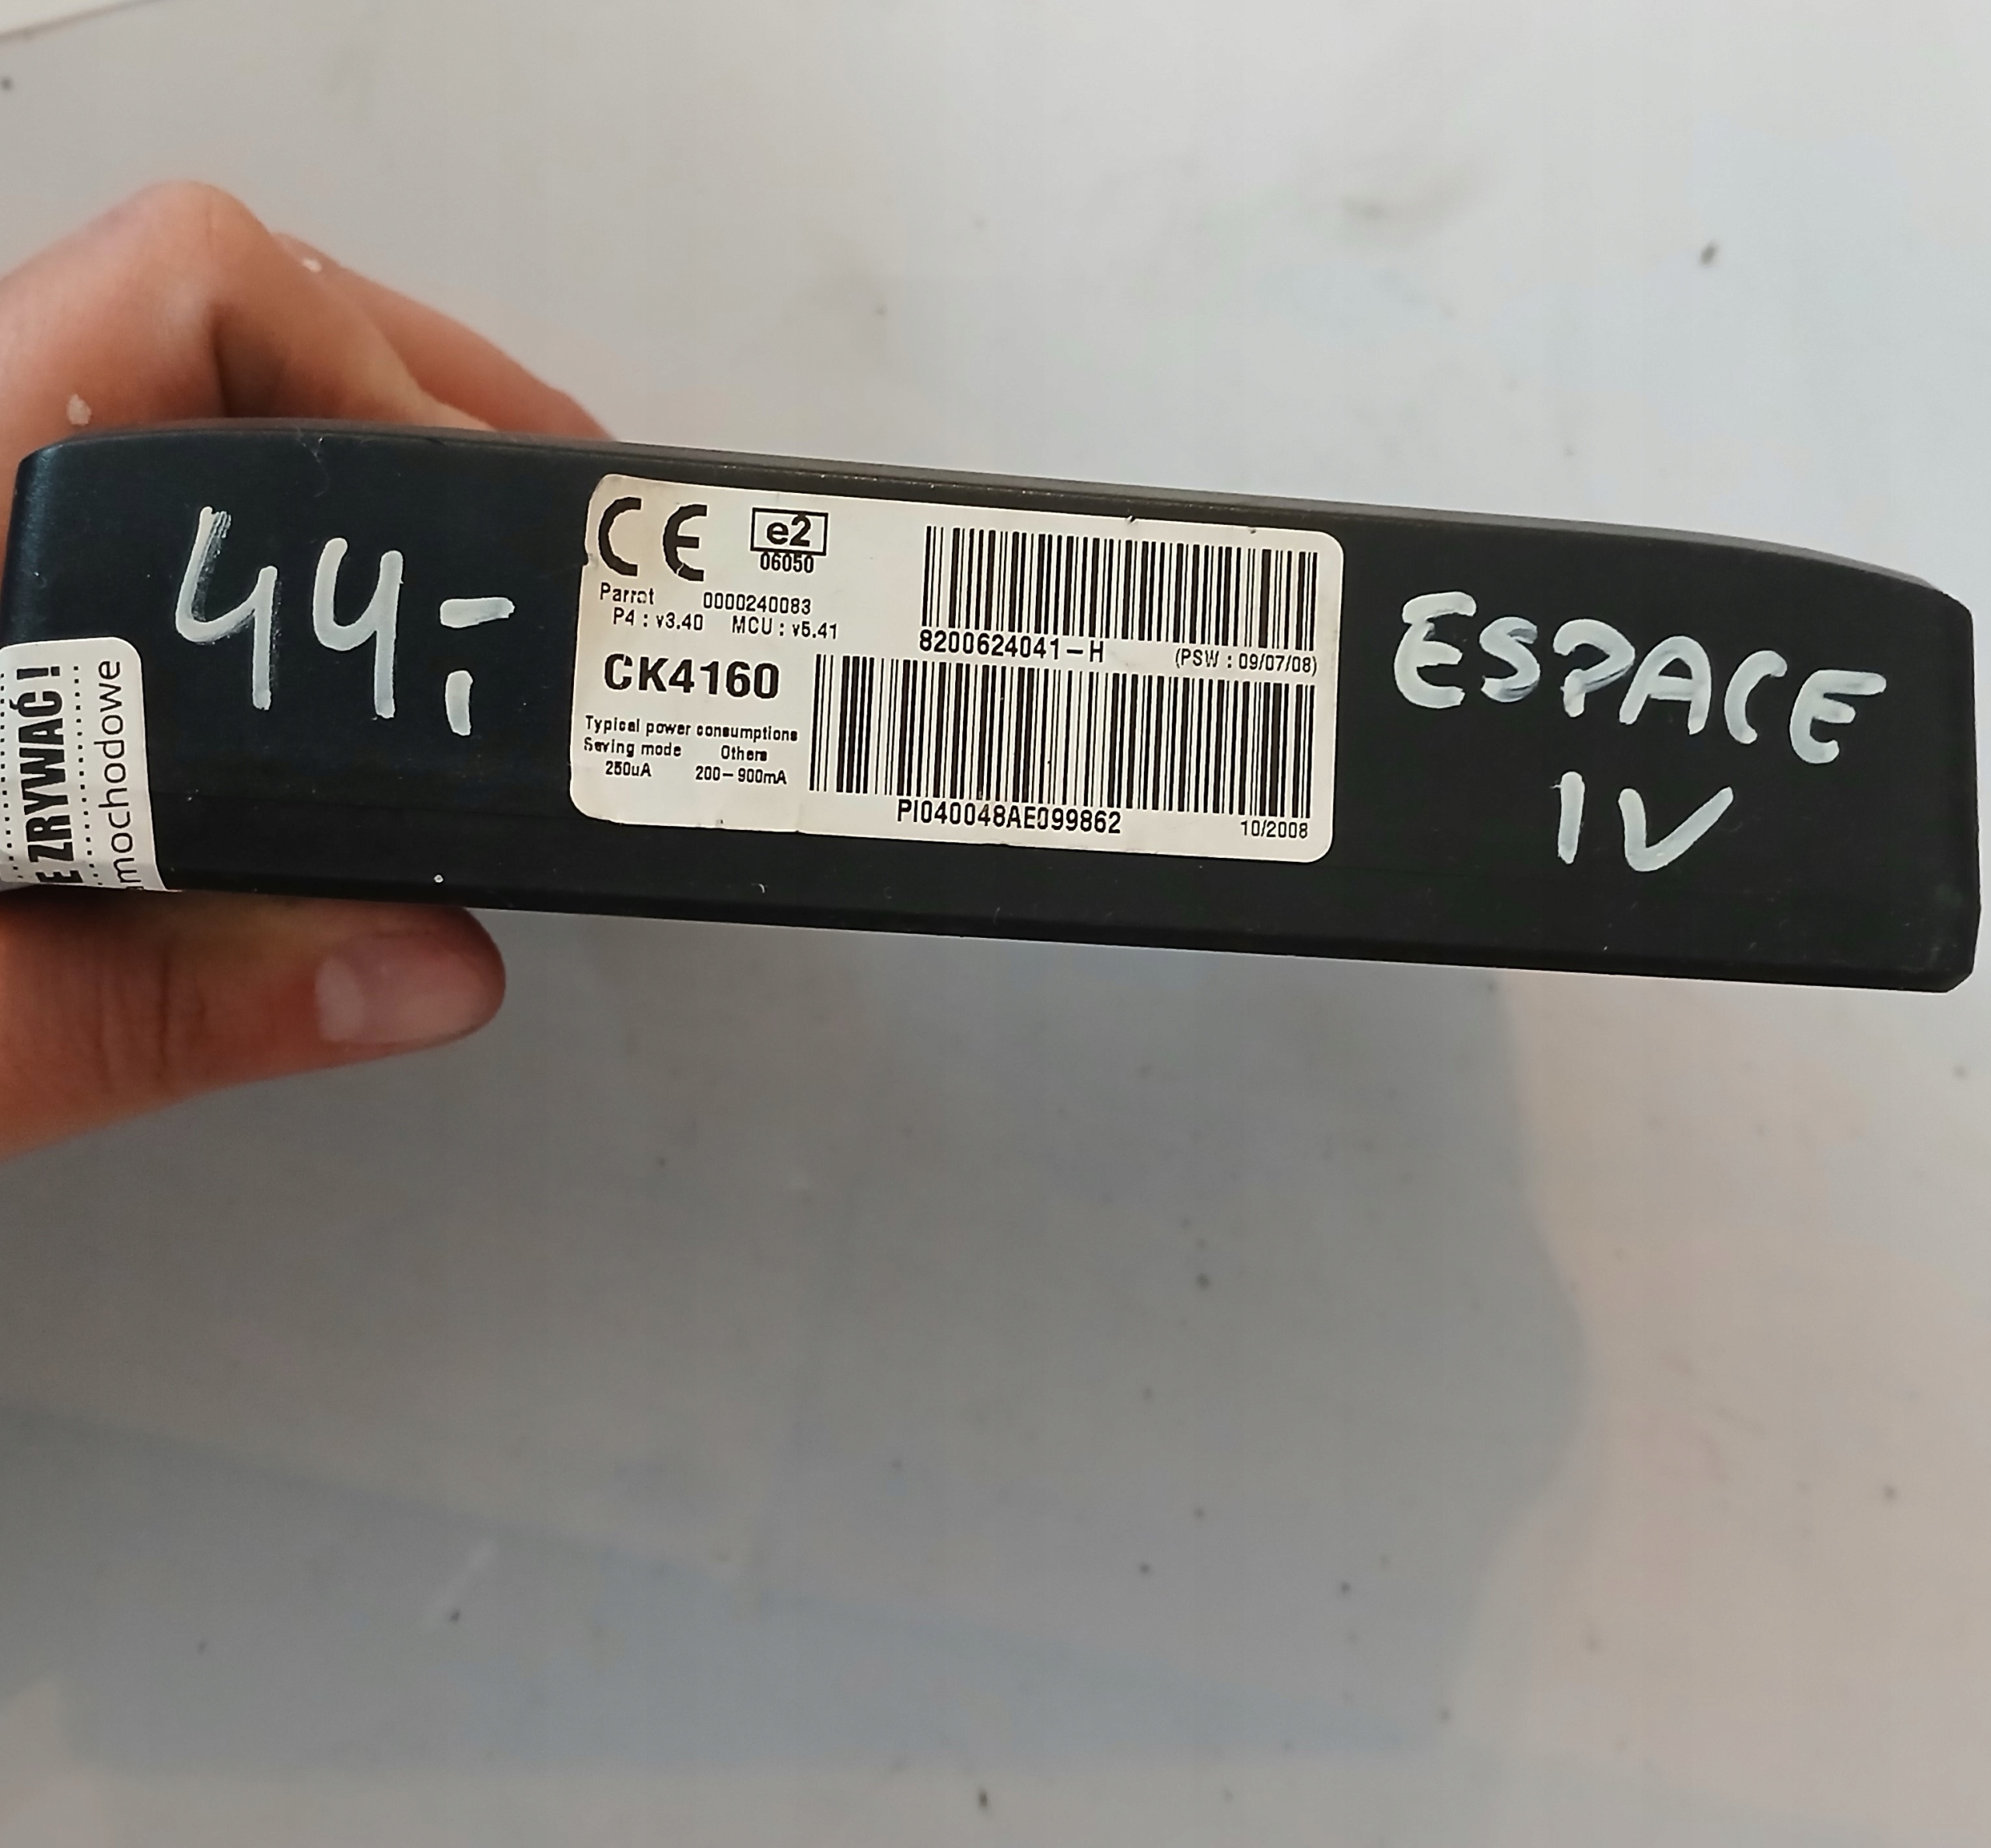 44,-
E ZRYWAĆ!
mochodowe
CE e2
06050
Parrot 0000240083
P4 : v3.40 MCU : v5.41
CK4160
Typical power consumptions
Saving mode Others
250uA 200-900mA
8200624041-H (PSW : 09/07/08)
PI040048AE099862
10/2008
ESPACE
IV